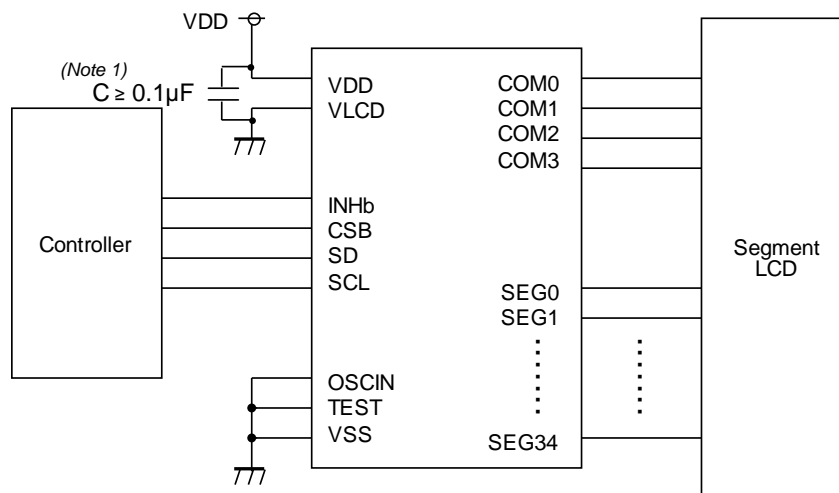 VDD
(Note 1)
C ≥ 0.1µF
VDD
VLCD
INHb
CSB
SD
SCL
OSCIN
TEST
VSS
COM0
COM1
COM2
COM3
SEG0
SEG1
SEG34
Controller
Segment
LCD